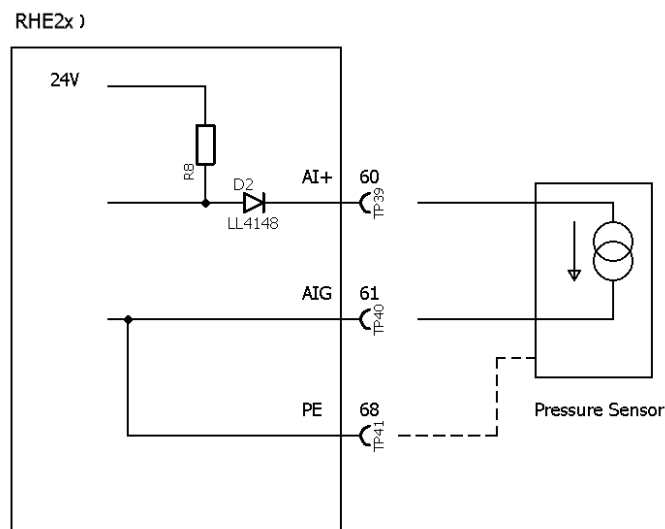 RHE2x )
24V
R8
D2
LL4148
AI+
60
TP39
AIG
61
TP40
PE
68
TP41
Pressure Sensor